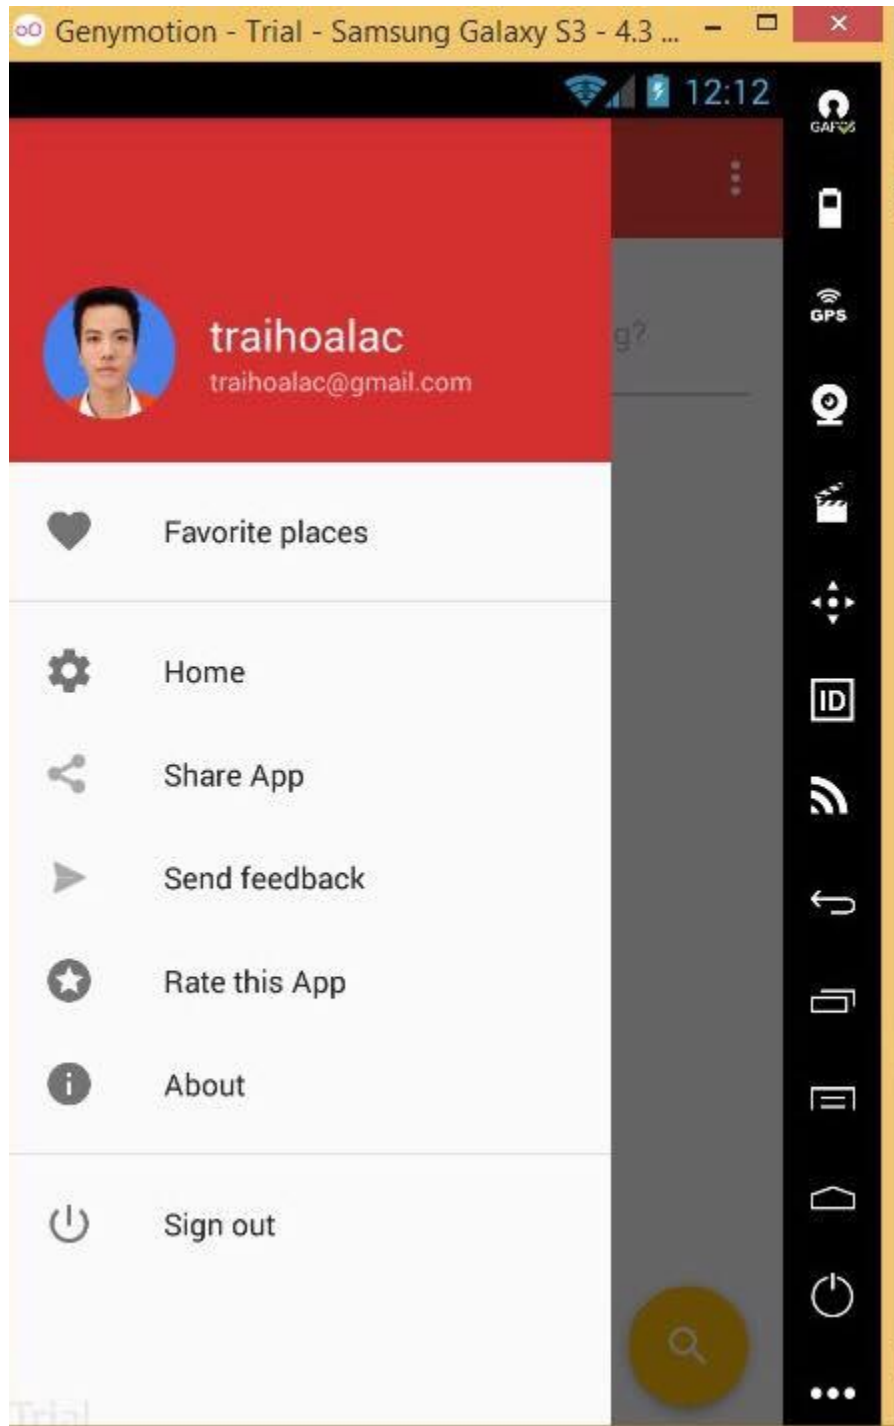 Genymotion - Trial - Samsung Galaxy S3 - 4.3 ...
12:12
GAPPS
GPS
traihoalac
g?
traihoalac@gmail.com
Favorite places
Home
ID
Share App
Send feedback
Rate this App
About
Sign out
Trial